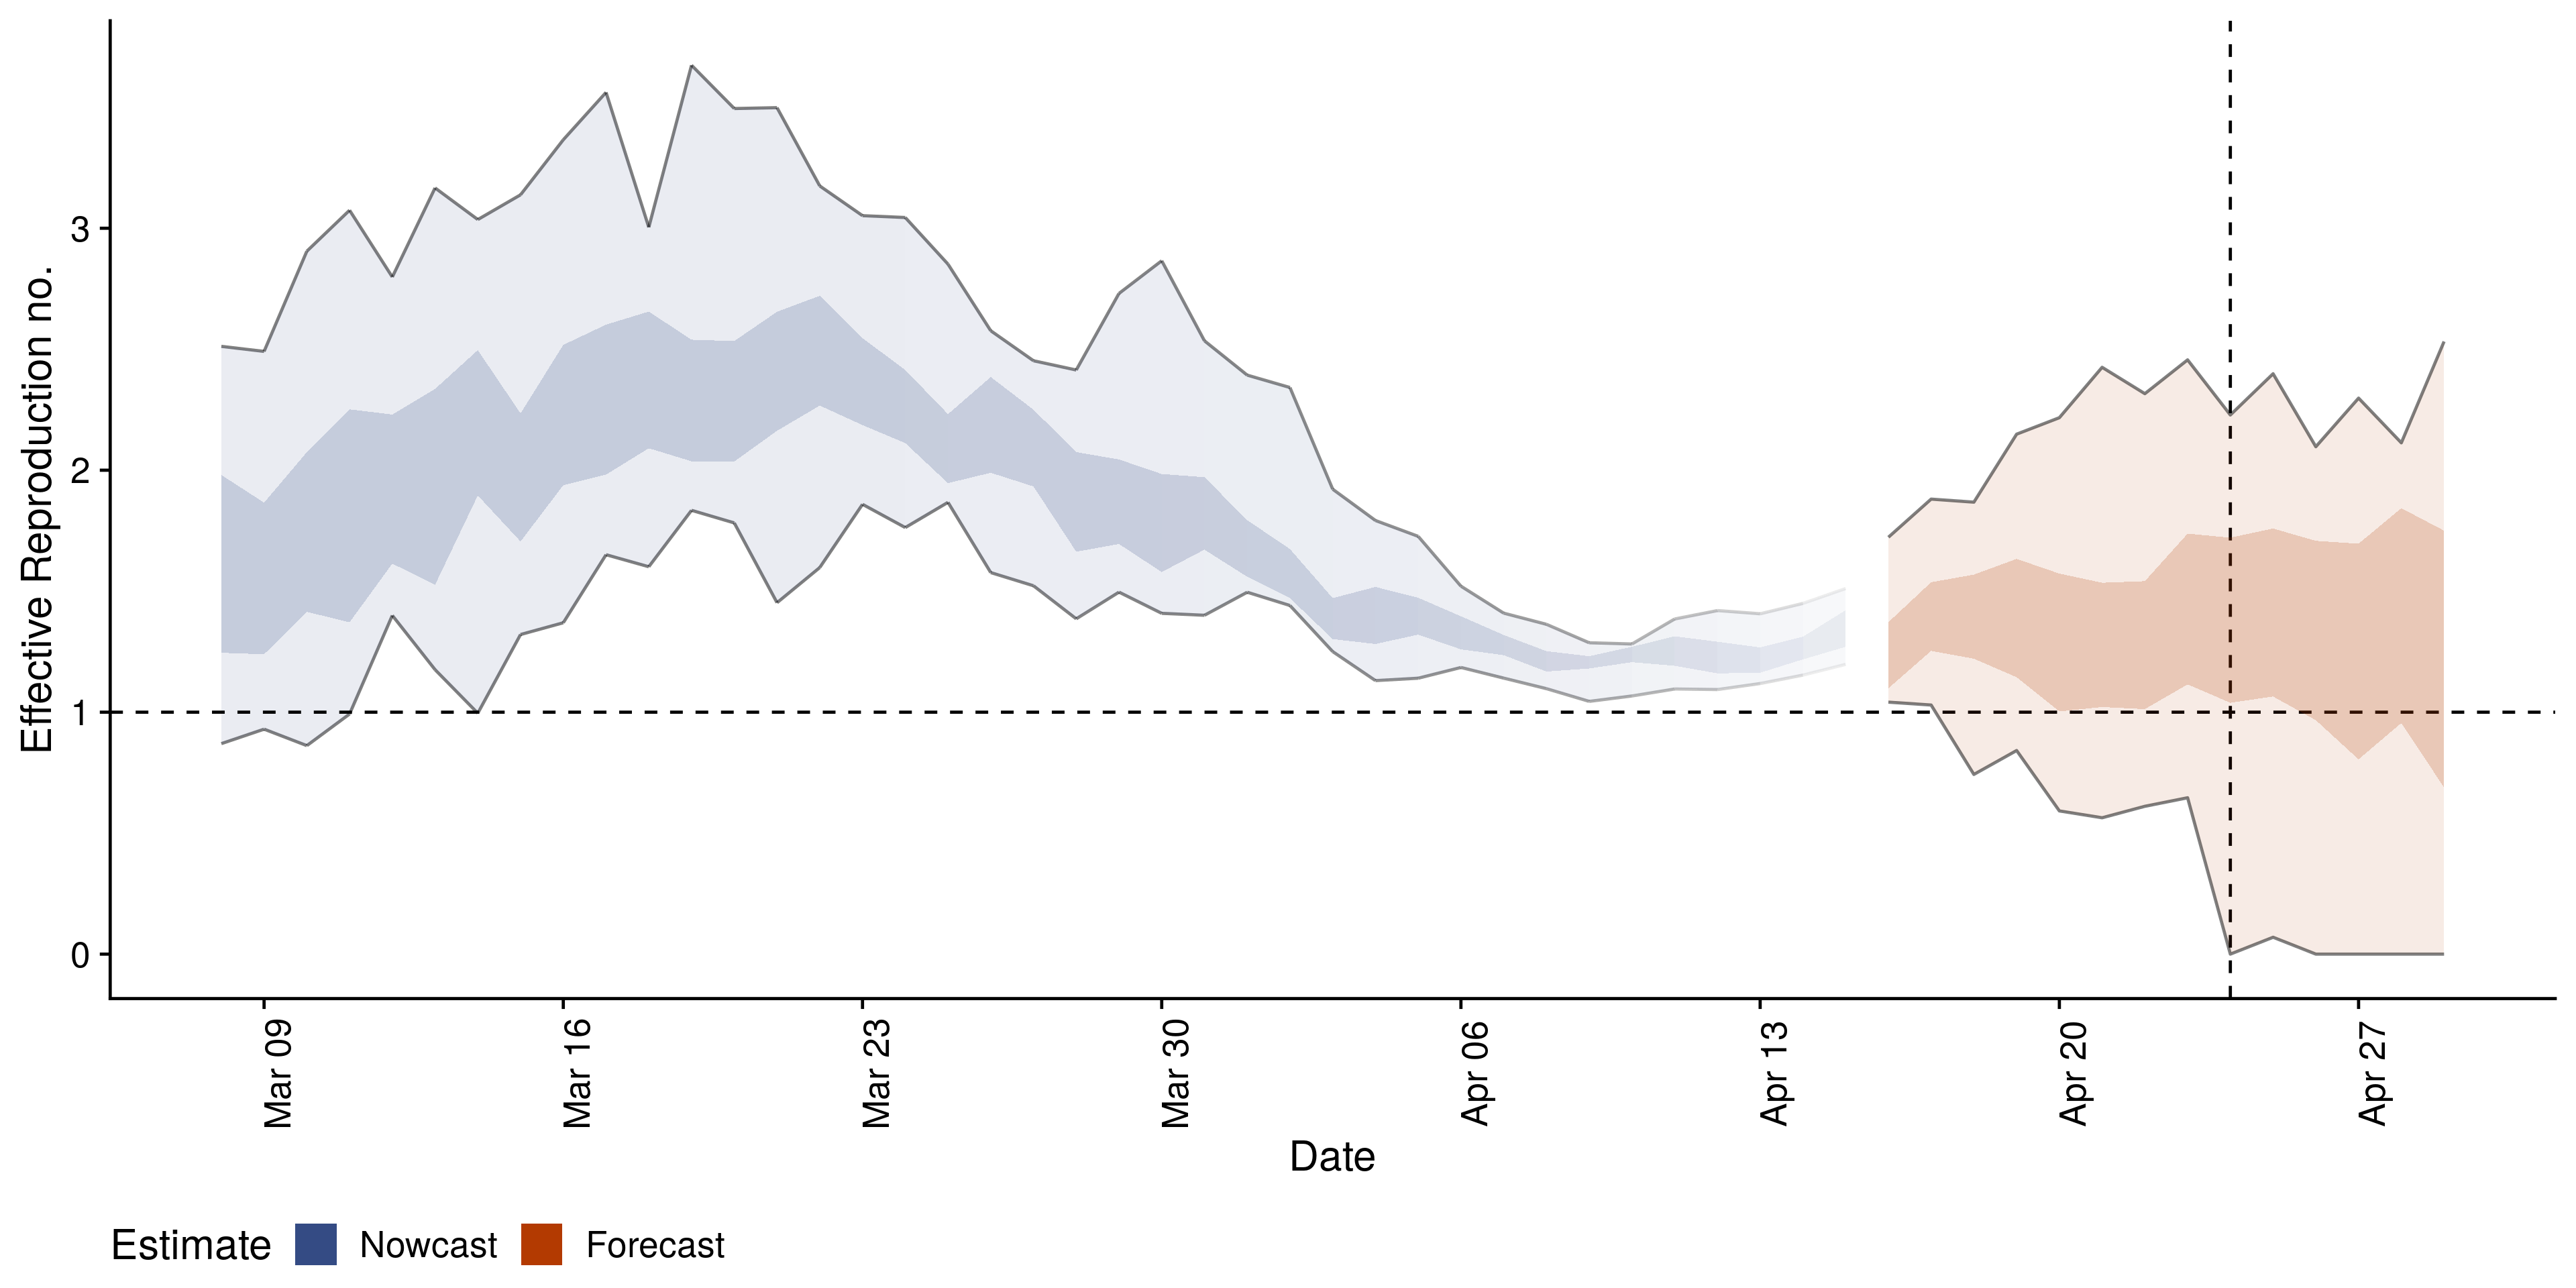 Effective Reproduction no.
3
2
1
0
Mar 09
Mar 16
Mar 23
Mar 30
Apr 06
Apr 13
Apr 20
Apr 27
Date
Estimate Nowcast Forecast